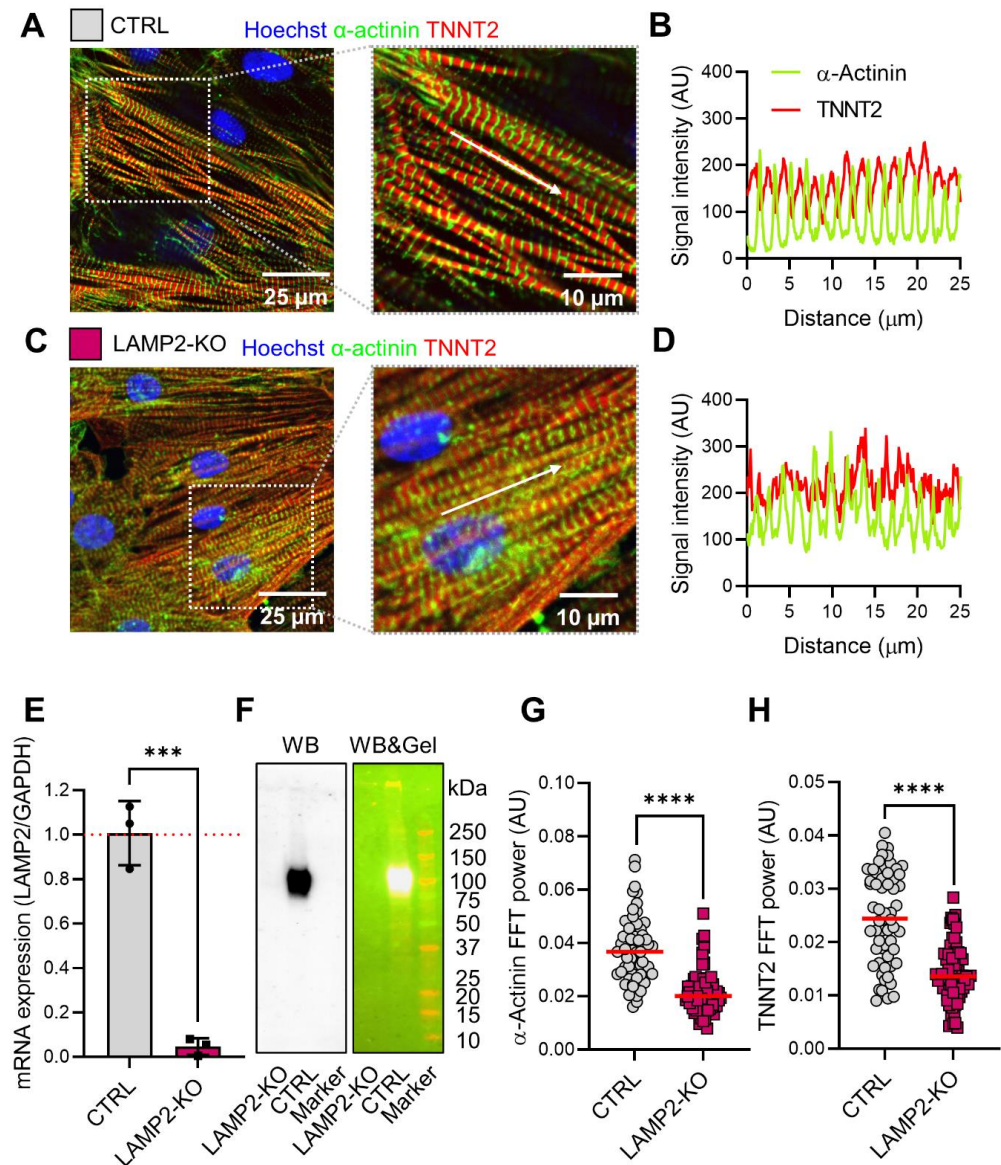 A
CTRL
Hoechst α-actinin TNNT2
25 µm
10 µm
B
α-Actinin
TNNT2
Signal intensity (AU)
400
300
200
100
0
0 5 10 15 20 25
Distance (µm)
C
LAMP2-KO
Hoechst α-actinin TNNT2
25 µm
10 µm
D
Signal intensity (AU)
400
300
200
100
0
0 5 10 15 20 25
Distance (µm)
E
mRNA expression (LAMP2/GAPDH)
***
1.2
1.0
0.8
0.6
0.4
0.2
0.0
CTRL
LAMP2-KO
F
WB
WB&Gel
kDa
250
150
100
75
50
37
25
20
15
10
LAMP2-KO
CTRL
Marker
LAMP2-KO
CTRL
Marker
G
α-Actinin FFT power (AU)
****
0.10
0.08
0.06
0.04
0.02
0.00
CTRL
LAMP2-KO
H
TNNT2 FFT power (AU)
****
0.05
0.04
0.03
0.02
0.01
0.00
CTRL
LAMP2-KO